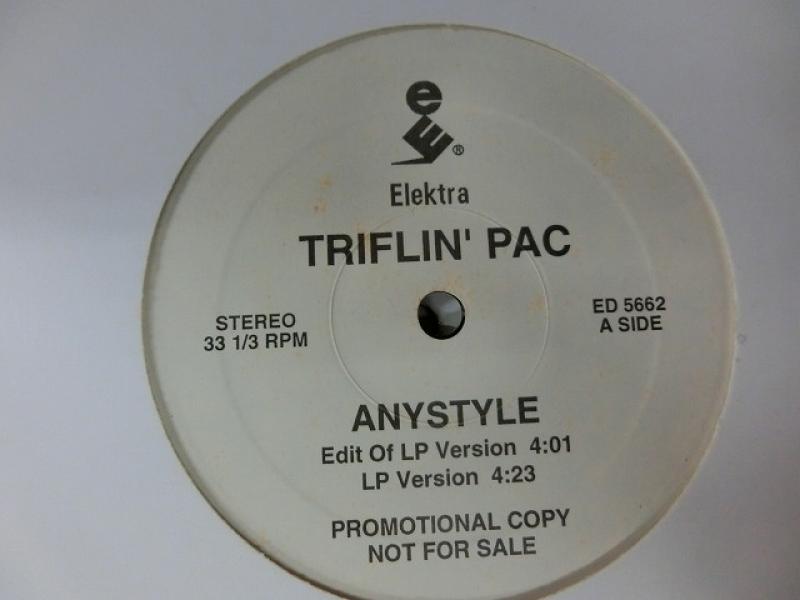 e
E®
Elektra
TRIFLIN' PAC
STEREO
33 1/3 RPM
ED 5662
A SIDE
ANYSTYLE
Edit Of LP Version 4:01
LP Version 4:23
PROMOTIONAL COPY
NOT FOR SALE